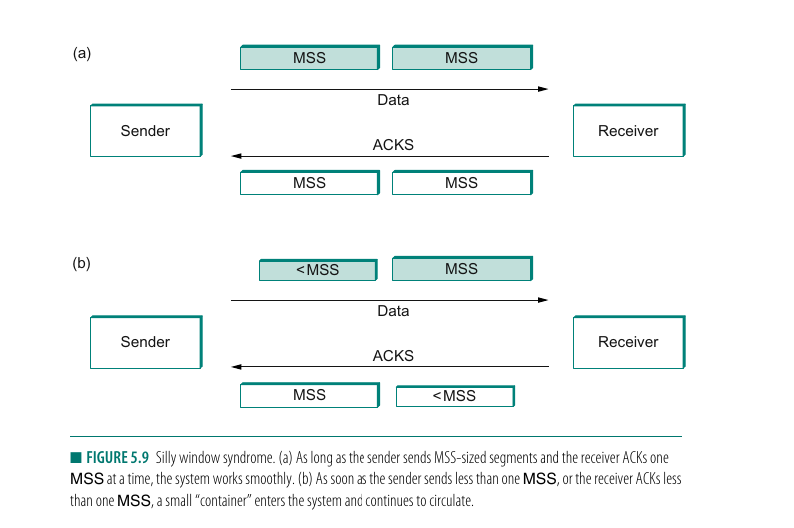 (a)
MSS MSS
Data
Sender
Receiver
ACKS
MSS MSS
(b)
<MSS MSS
Data
Sender
Receiver
ACKS
MSS <MSS
■ FIGURE 5.9 Silly window syndrome. (a) As long as the sender sends MSS-sized segments and the receiver ACKs one
MSS at a time, the system works smoothly. (b) As soon as the sender sends less than one MSS, or the receiver ACKs less
than one MSS, a small “container” enters the system and continues to circulate.